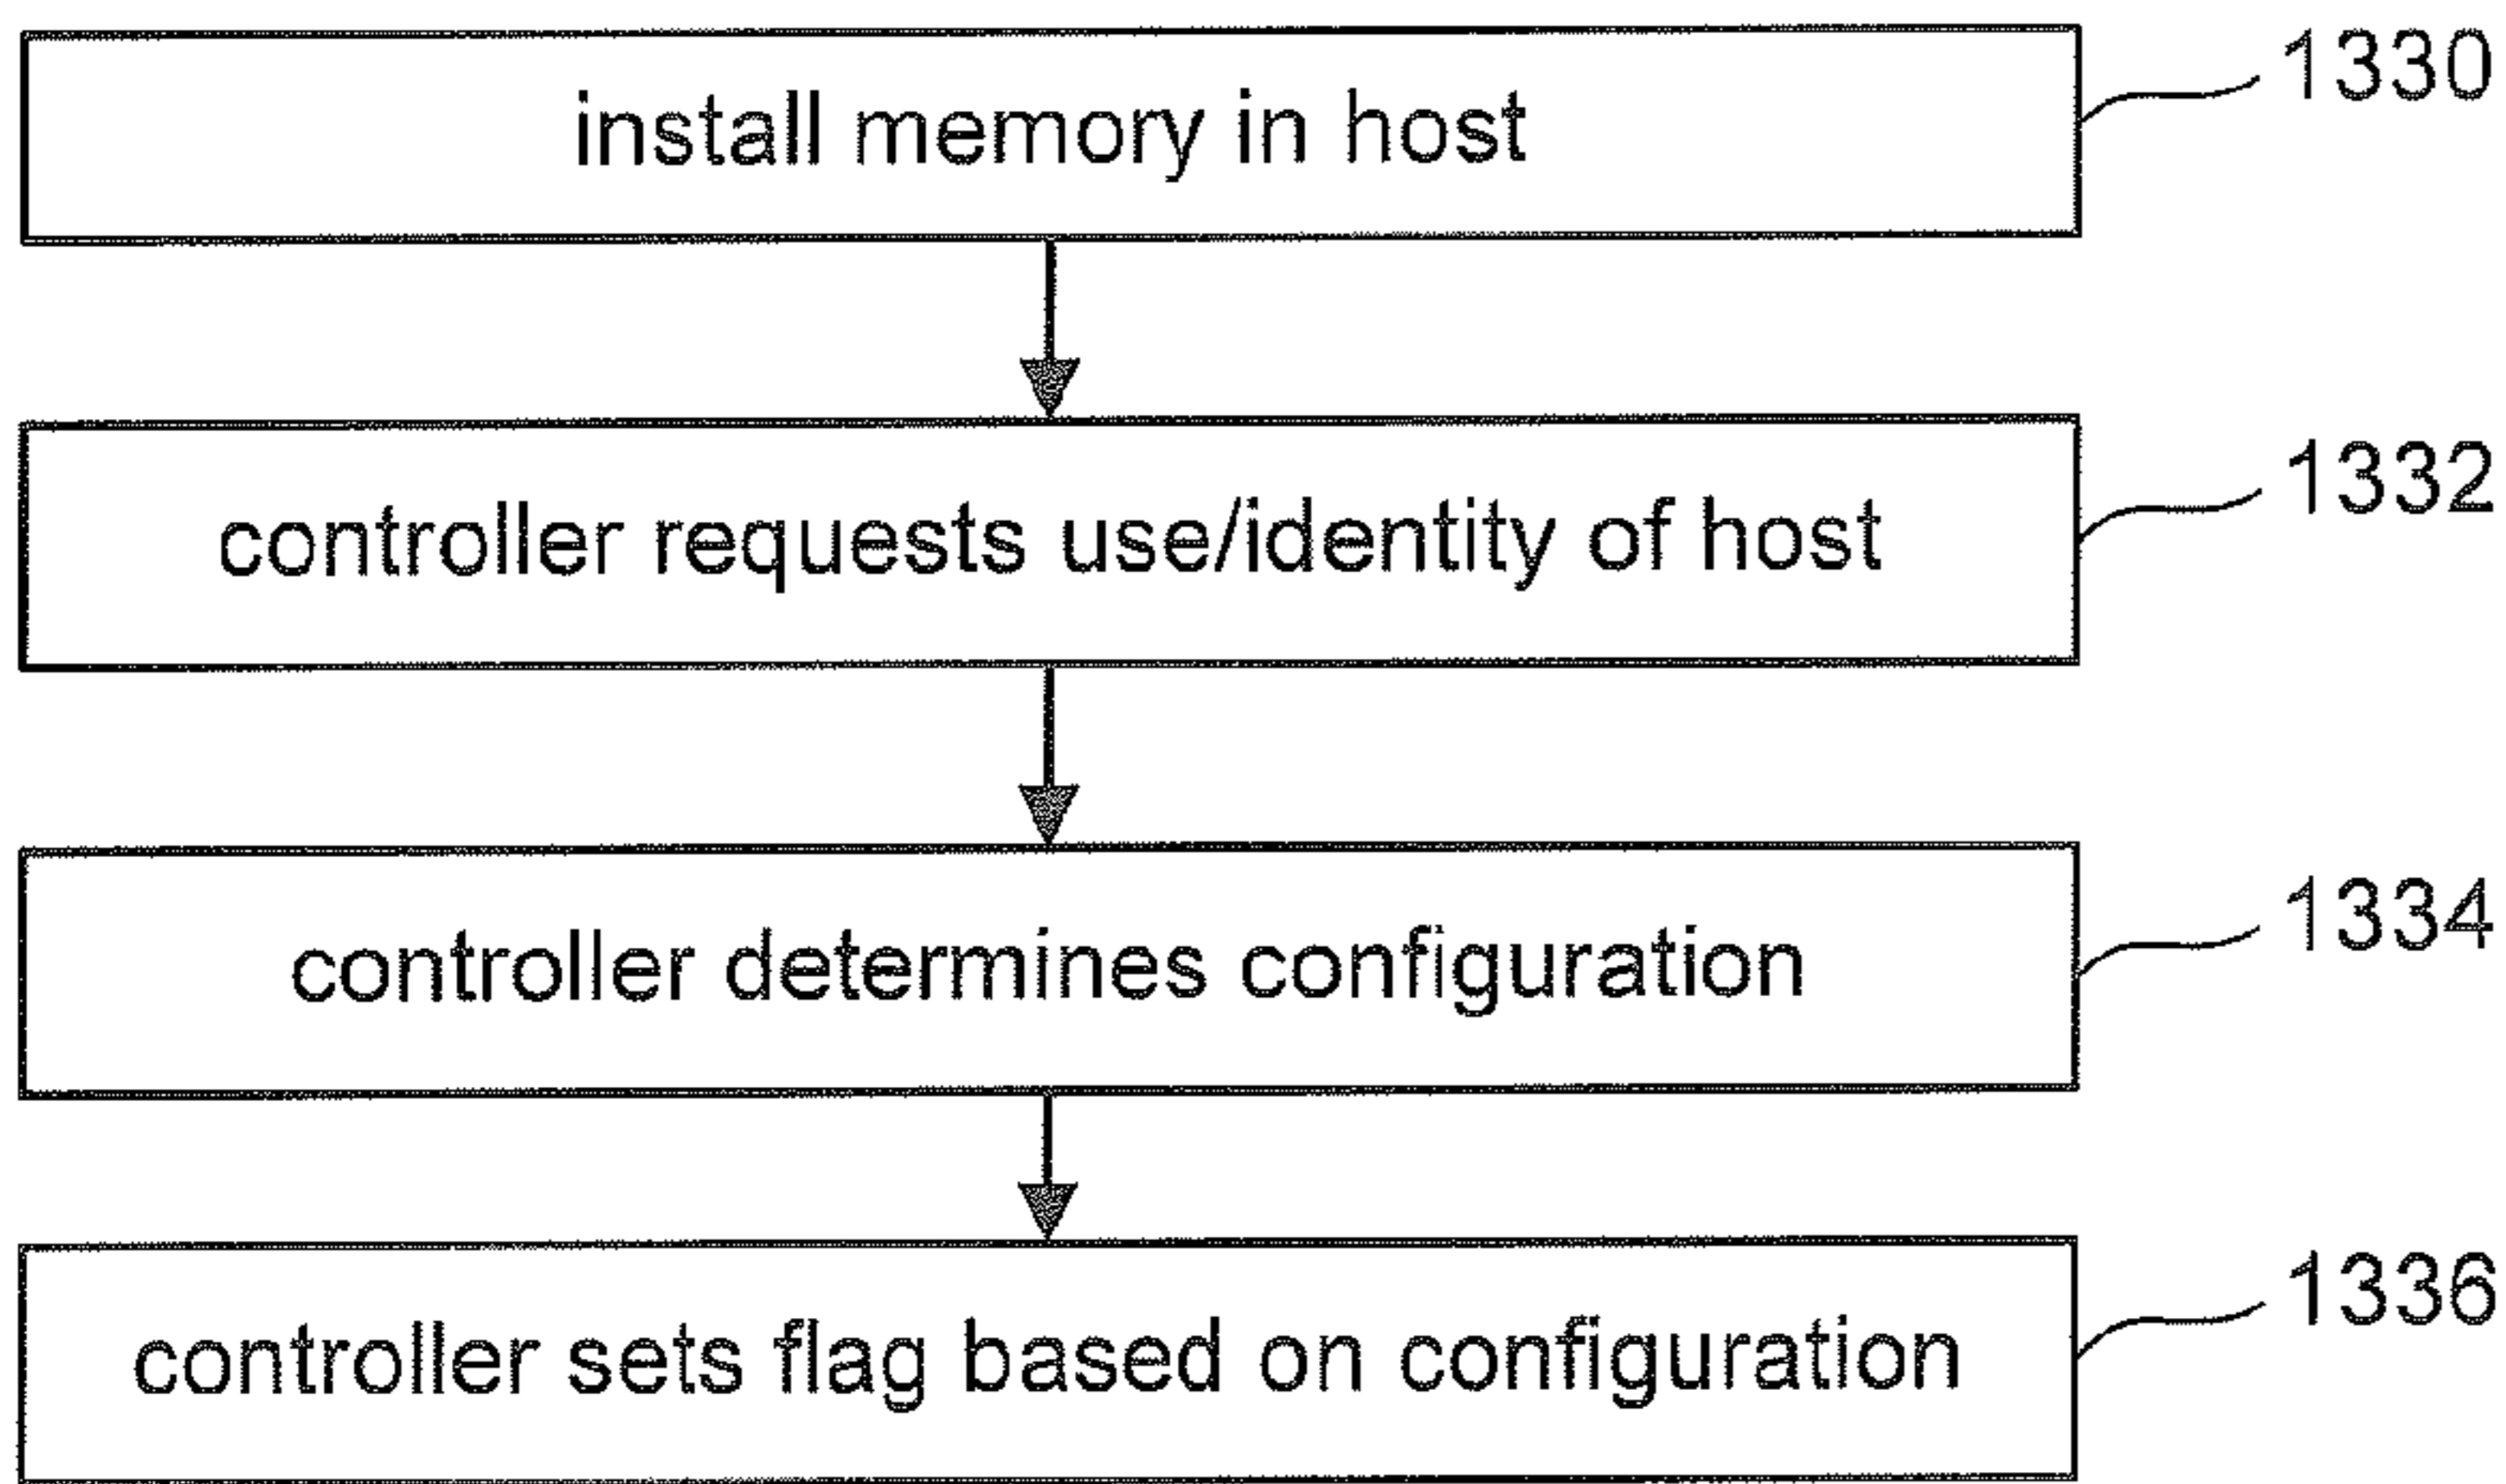 install memory in host
1330
controller requests use/identity of host
1332
controller determines configuration
1334
controller sets flag based on configuration
1336